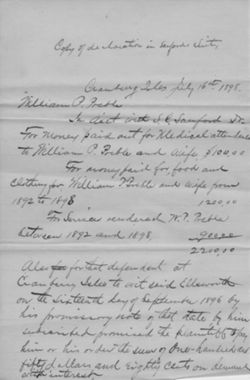 Copy of declaration in Sanford suit,
Cranberry Isles July 16th 1898.
William P. Preble
In acct with S. C. Sanford Dr.
For money paid out for Medical attendance
to William P. Preble and wife $100,00
For money paid for food and
clothing for William P Preble and wife from
1892 to 1898 1200,00
For Services rendered W. P. Preble
between 1892 and 1898, 900.00
2200,00
Also for that defendant at
Cranberry Isles to wit said Ellsworth
on the sixteenth day of September 1896 by
his promissory note of that date by him
subscribed promised the plaintiff to pay
him or his order the sum of One hundred
fifty dollars and Eighty cents on demand
with interest